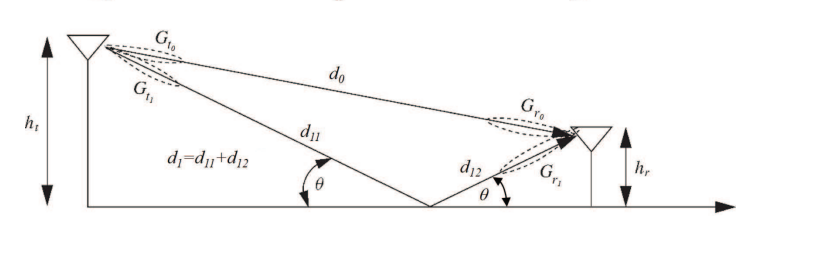 G_{t_0}
d_0
G_{t_1}
G_{r_0}
h_t
d_{11}
d_1=d_{11}+d_{12}
d_{12}
G_{r_1}
h_r
θ
θ